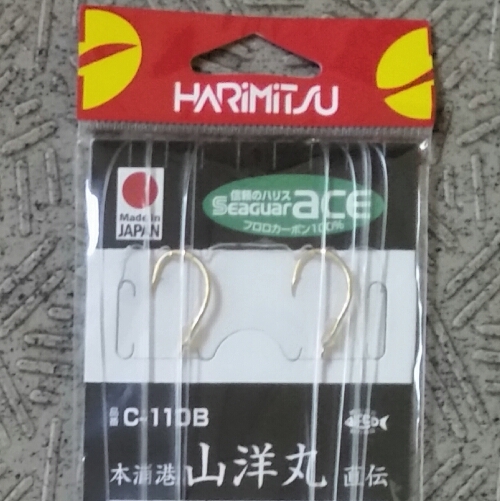 HARIMITSU
Made in
JAPAN
信頼のハリス
Seaguar ace
フロロカーボン100%
品番 C-110B
本浦港 山洋丸 直伝